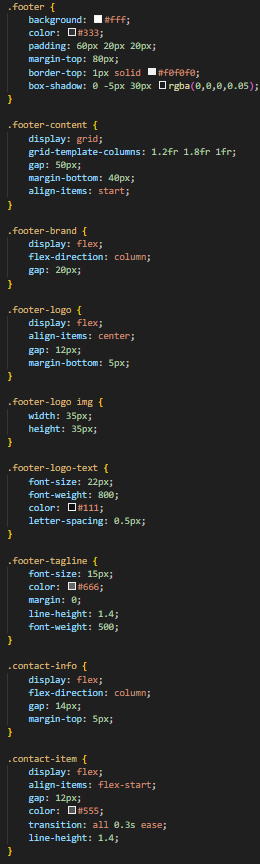 .footer {
    background: #fff;
    color: #333;
    padding: 60px 20px 20px;
    margin-top: 80px;
    border-top: 1px solid #f0f0f0;
    box-shadow: 0 -5px 30px rgba(0,0,0,0.05);
}

.footer-content {
    display: grid;
    grid-template-columns: 1.2fr 1.8fr 1fr;
    gap: 50px;
    margin-bottom: 40px;
    align-items: start;
}

.footer-brand {
    display: flex;
    flex-direction: column;
    gap: 20px;
}

.footer-logo {
    display: flex;
    align-items: center;
    gap: 12px;
    margin-bottom: 5px;
}

.footer-logo img {
    width: 35px;
    height: 35px;
}

.footer-logo-text {
    font-size: 22px;
    font-weight: 800;
    color: #111;
    letter-spacing: 0.5px;
}

.footer-tagline {
    font-size: 15px;
    color: #666;
    margin: 0;
    line-height: 1.4;
    font-weight: 500;
}

.contact-info {
    display: flex;
    flex-direction: column;
    gap: 14px;
    margin-top: 5px;
}

.contact-item {
    display: flex;
    align-items: flex-start;
    gap: 12px;
    color: #555;
    transition: all 0.3s ease;
    line-height: 1.4;
}